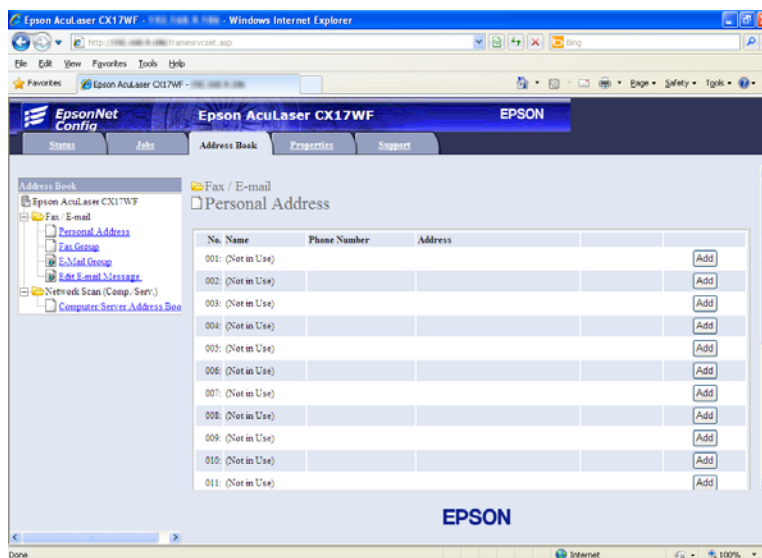 Epson AcuLaser CX17WF - Windows Internet Explorer
http:// framesrvcset.asp
Bing
File Edit View Favorites Tools Help
Favorites Epson AcuLaser CX17WF - Page Safety Tools
EpsonNet
Config
Epson AcuLaser CX17WF
EPSON
Status Jobs Address Book Properties Support
Address Book
Epson AcuLaser CX17WF
Fax / E-mail
Personal Address
Fax Group
E-Mail Group
Edit E-mail Message
Network Scan (Comp. Serv.)
Computer Server Address Boo
Fax / E-mail
Personal Address
No. Name Phone Number Address
001: (Not in Use) Add
002: (Not in Use) Add
003: (Not in Use) Add
004: (Not in Use) Add
005: (Not in Use) Add
006: (Not in Use) Add
007: (Not in Use) Add
008: (Not in Use) Add
009: (Not in Use) Add
010: (Not in Use) Add
011: (Not in Use) Add
EPSON
Done Internet 100%